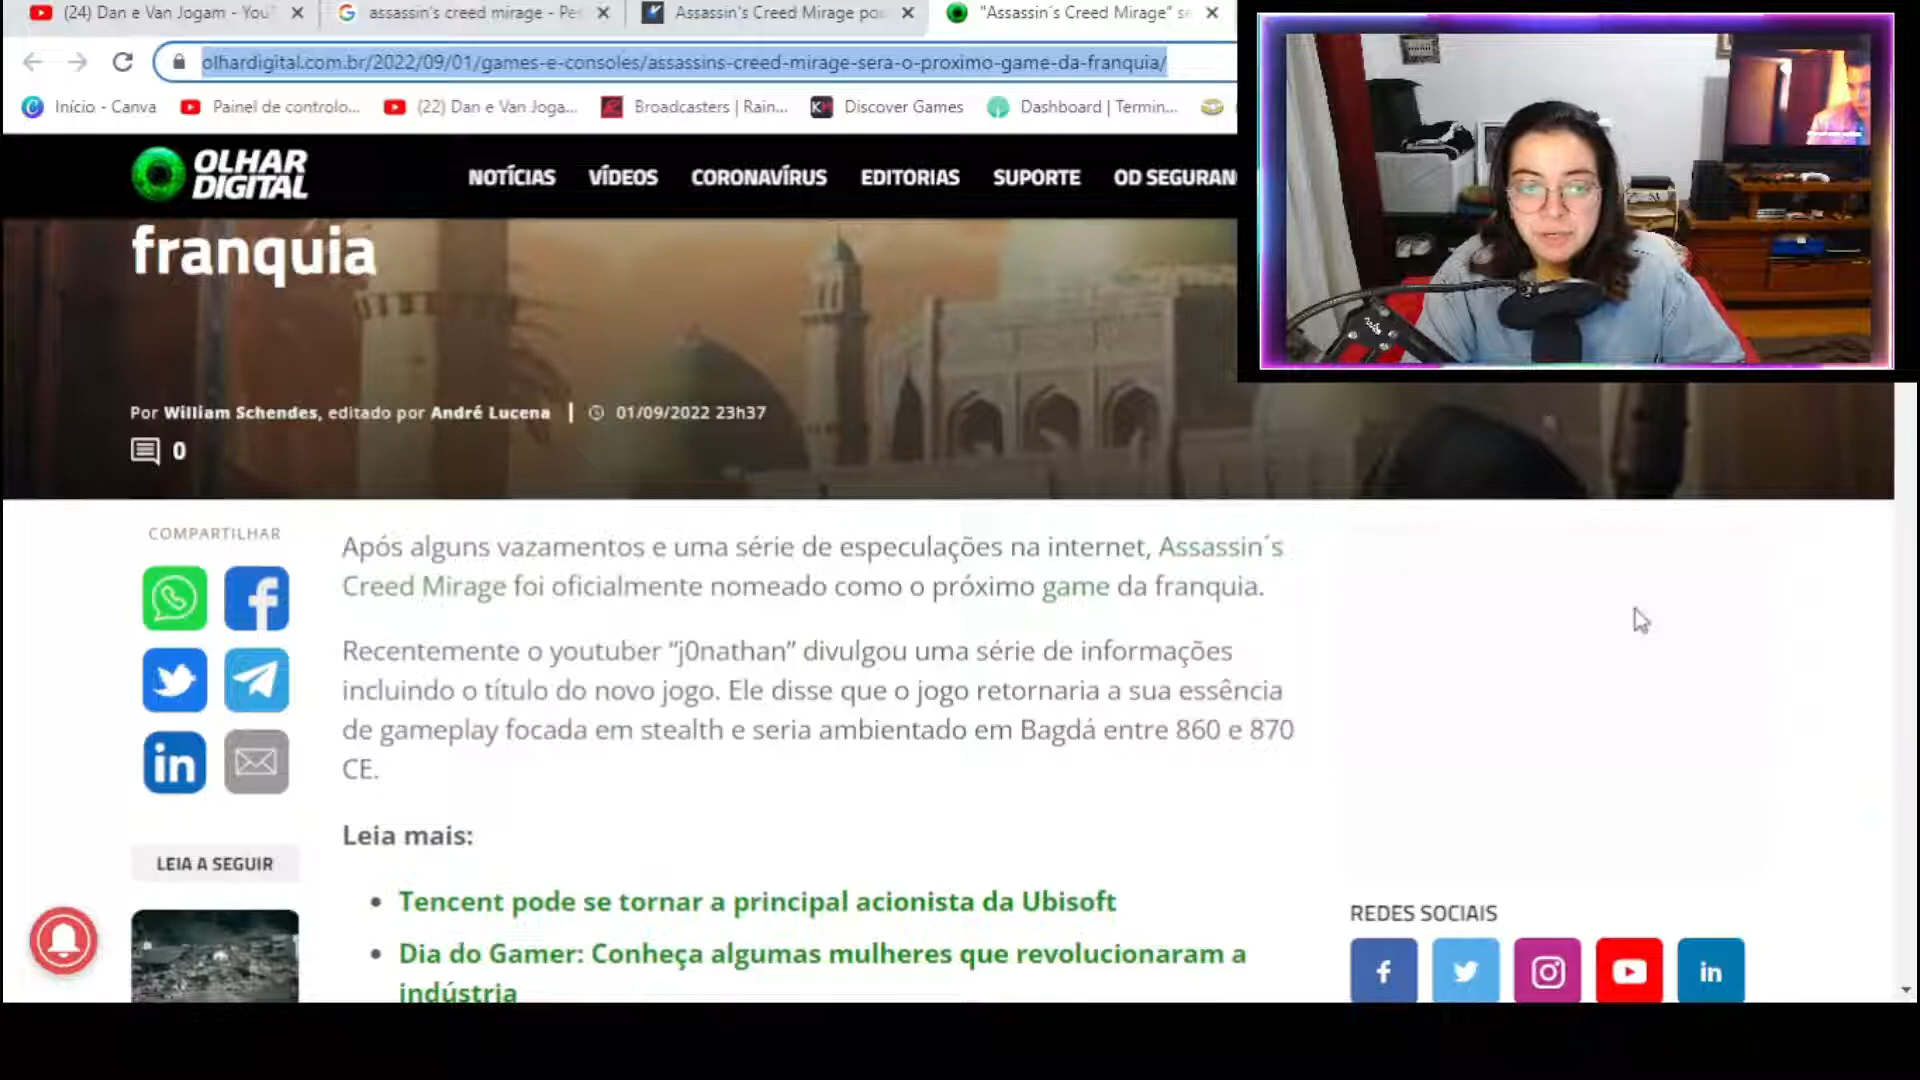 (24) Dan e Van Jogam - You
assassin's creed mirage - Pe
Assassin's Creed Mirage po
"Assassin´s Creed Mirage" s
olhardigital.com.br/2022/09/01/games-e-consoles/assassins-creed-mirage-sera-o-proximo-game-da-franquia/
Início - Canva
Painel de controlo...
(22) Dan e Van Joga...
Broadcasters | Rain...
Discover Games
Dashboard | Termin...
OLHAR
DIGITAL
NOTÍCIAS
VÍDEOS
CORONAVÍRUS
EDITORIAS
SUPORTE
OD SEGURAN
franquia
Por William Schendes, editado por André Lucena
01/09/2022 23h37
0
COMPARTILHAR
Após alguns vazamentos e uma série de especulações na internet, Assassin´s
Creed Mirage foi oficialmente nomeado como o próximo game da franquia.
Recentemente o youtuber “j0nathan” divulgou uma série de informações
incluindo o título do novo jogo. Ele disse que o jogo retornaria a sua essência
de gameplay focada em stealth e seria ambientado em Bagdá entre 860 e 870
CE.
Leia mais:
LEIA A SEGUIR
Tencent pode se tornar a principal acionista da Ubisoft
Dia do Gamer: Conheça algumas mulheres que revolucionaram a
indústria
REDES SOCIAIS